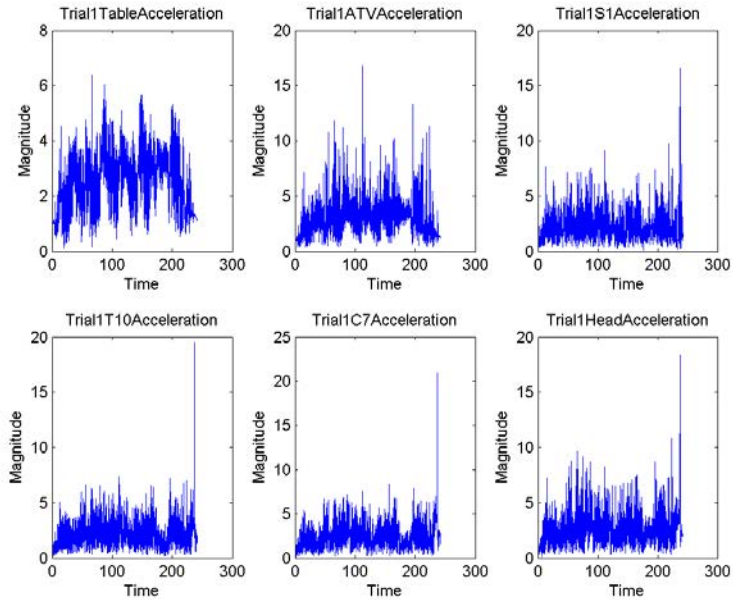 Trial1TableAcceleration
Trial1ATVAcceleration
Trial1S1Acceleration
8
6
4
2
0
Magnitude
0 100 200 300
Time
20
15
10
5
0
Magnitude
0 100 200 300
Time
20
15
10
5
0
Magnitude
0 100 200 300
Time
Trial1T10Acceleration
Trial1C7Acceleration
Trial1HeadAcceleration
20
15
10
5
0
Magnitude
0 100 200 300
Time
25
20
15
10
5
0
Magnitude
0 100 200 300
Time
20
15
10
5
0
Magnitude
0 100 200 300
Time